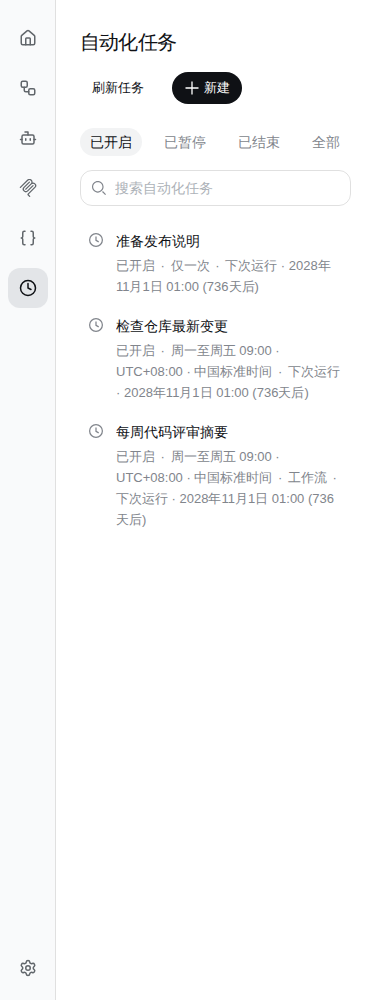 自动化任务
刷新任务
新建
已开启 已暂停 已结束 全部
搜索自动化任务
准备发布说明
已开启 · 仅一次 · 下次运行 · 2028年
11月1日 01:00 (736天后)
检查仓库最新变更
已开启 · 周一至周五 09:00 ·
UTC+08:00 · 中国标准时间 · 下次运行
· 2028年11月1日 01:00 (736天后)
每周代码评审摘要
已开启 · 周一至周五 09:00 ·
UTC+08:00 · 中国标准时间 · 工作流 ·
下次运行 · 2028年11月1日 01:00 (736
天后)